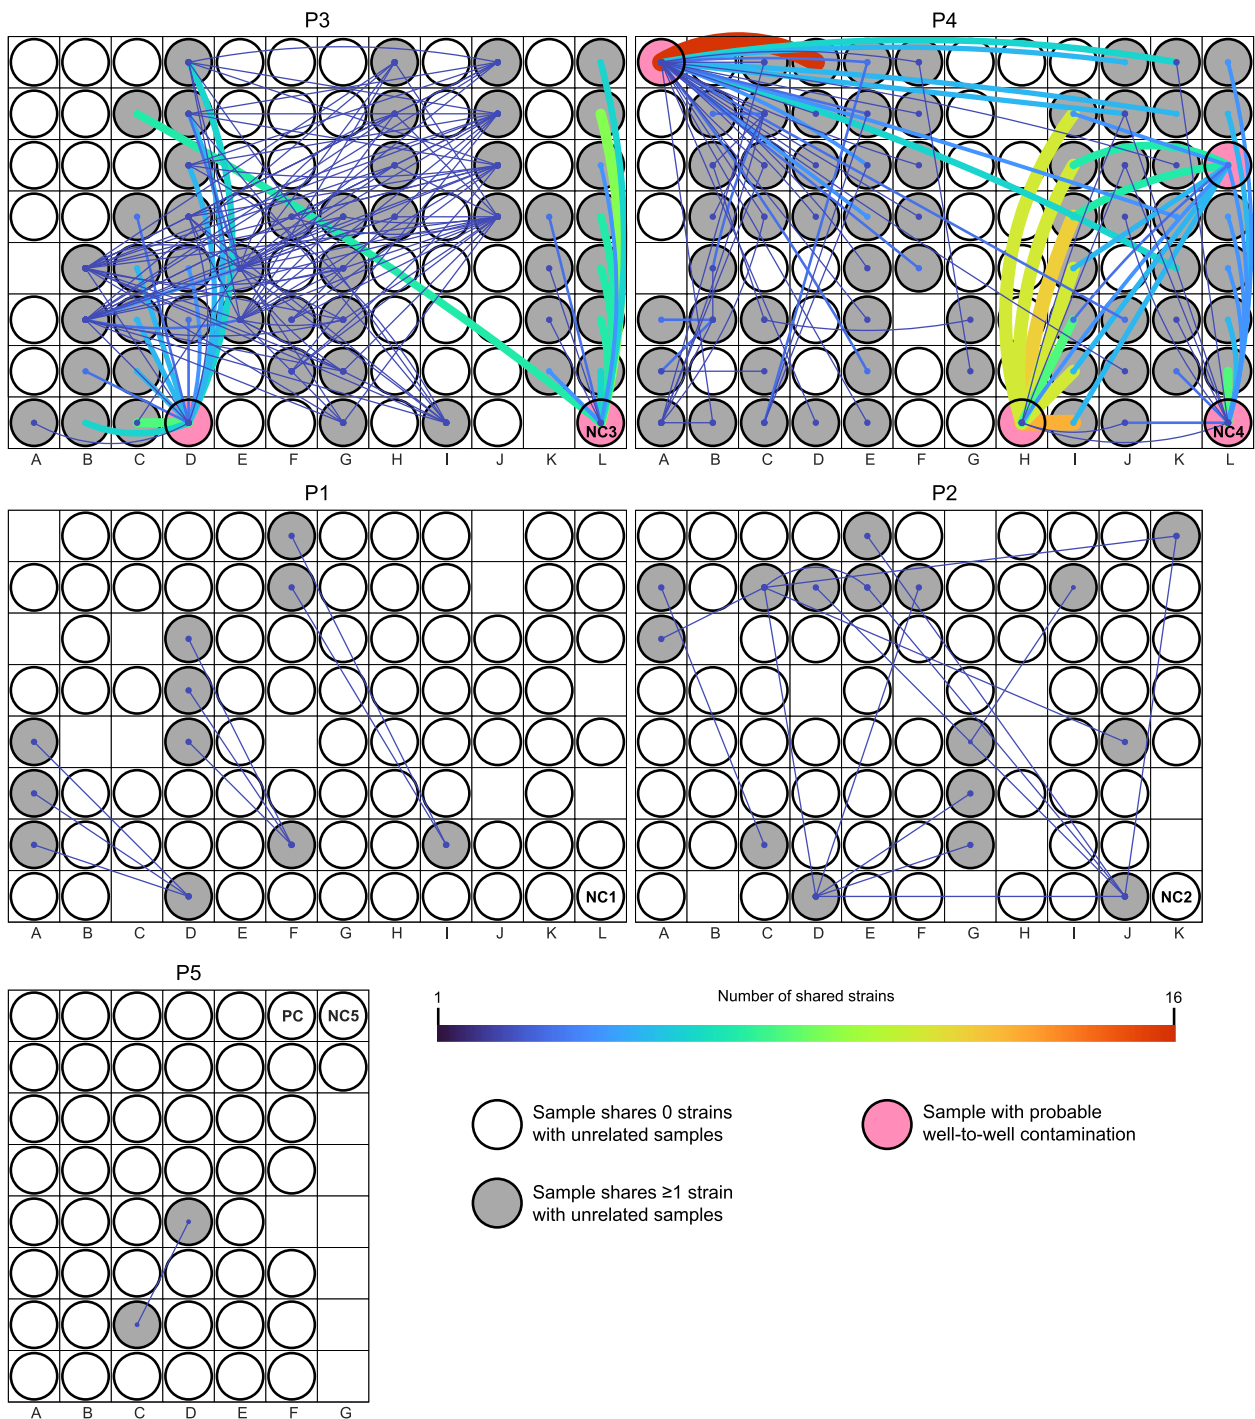 P3 P4
NC3 NC4
A B C D E F G H I J K L A B C D E F G H I J K L
P1 P2
NC1 NC2
A B C D E F G H I J K L A B C D E F G H I J K
P5
PC NC5
A B C D E F G
1 Number of shared strains 16
Sample shares 0 strains
with unrelated samples
Sample with probable
well-to-well contamination
Sample shares ≥1 strain
with unrelated samples